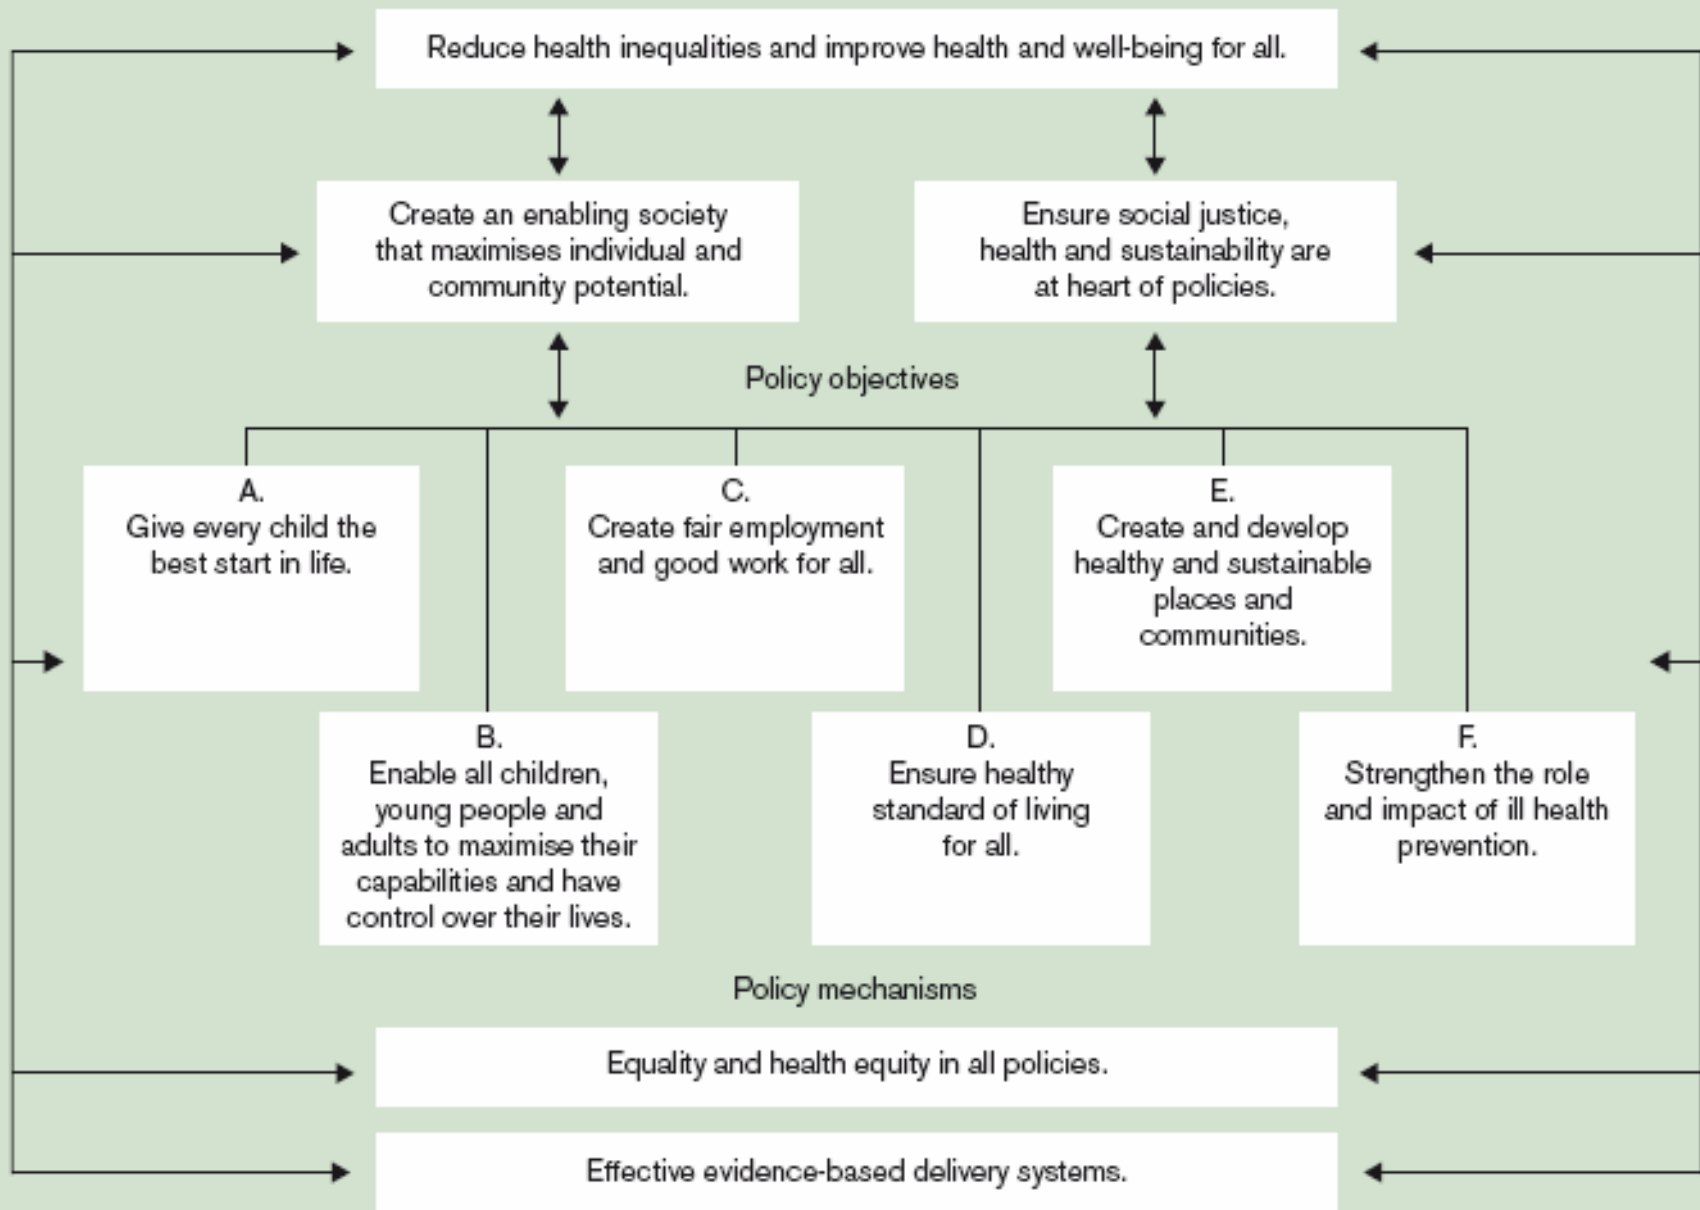 Reduce health inequalities and improve health and well-being for all.
Create an enabling society
that maximises individual and
community potential.
Ensure social justice,
health and sustainability are
at heart of policies.
Policy objectives
A.
Give every child the
best start in life.
B.
Enable all children,
young people and
adults to maximise their
capabilities and have
control over their lives.
C.
Create fair employment
and good work for all.
D.
Ensure healthy
standard of living
for all.
E.
Create and develop
healthy and sustainable
places and
communities.
F.
Strengthen the role
and impact of ill health
prevention.
Policy mechanisms
Equality and health equity in all policies.
Effective evidence-based delivery systems.